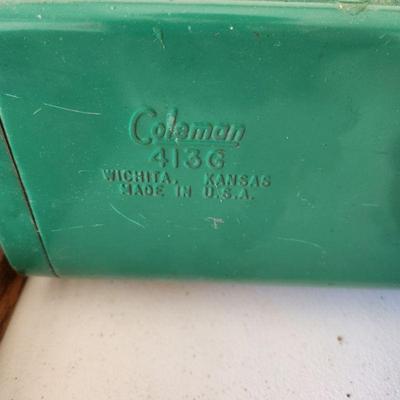 Coleman
413G
WICHITA, KANSAS
MADE IN U.S.A.